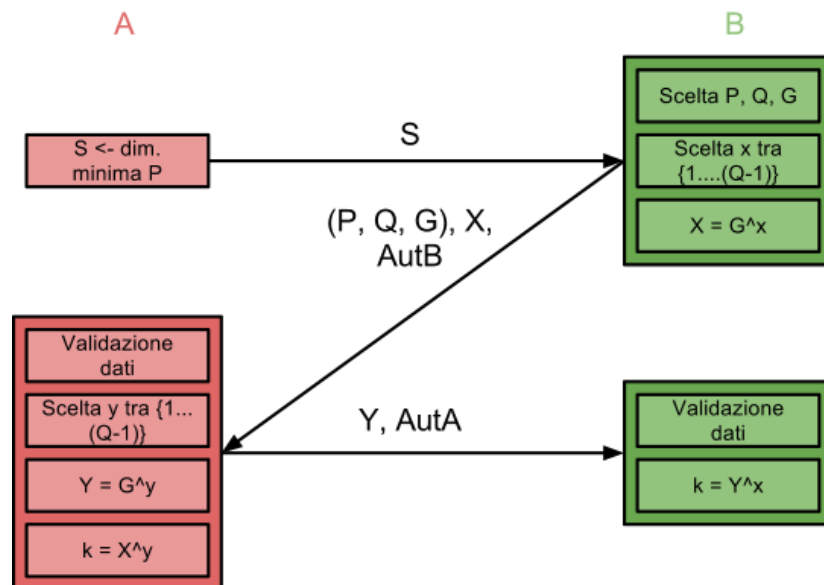 A
B
S <- dim.
minima P
S
Scelta P, Q, G
Scelta x tra
{1....(Q-1)}
X = G^x
(P, Q, G), X,
AutB
Validazione
dati
Scelta y tra {1...
(Q-1)}
Y = G^y
k = X^y
Y, AutA
Validazione
dati
k = Y^x